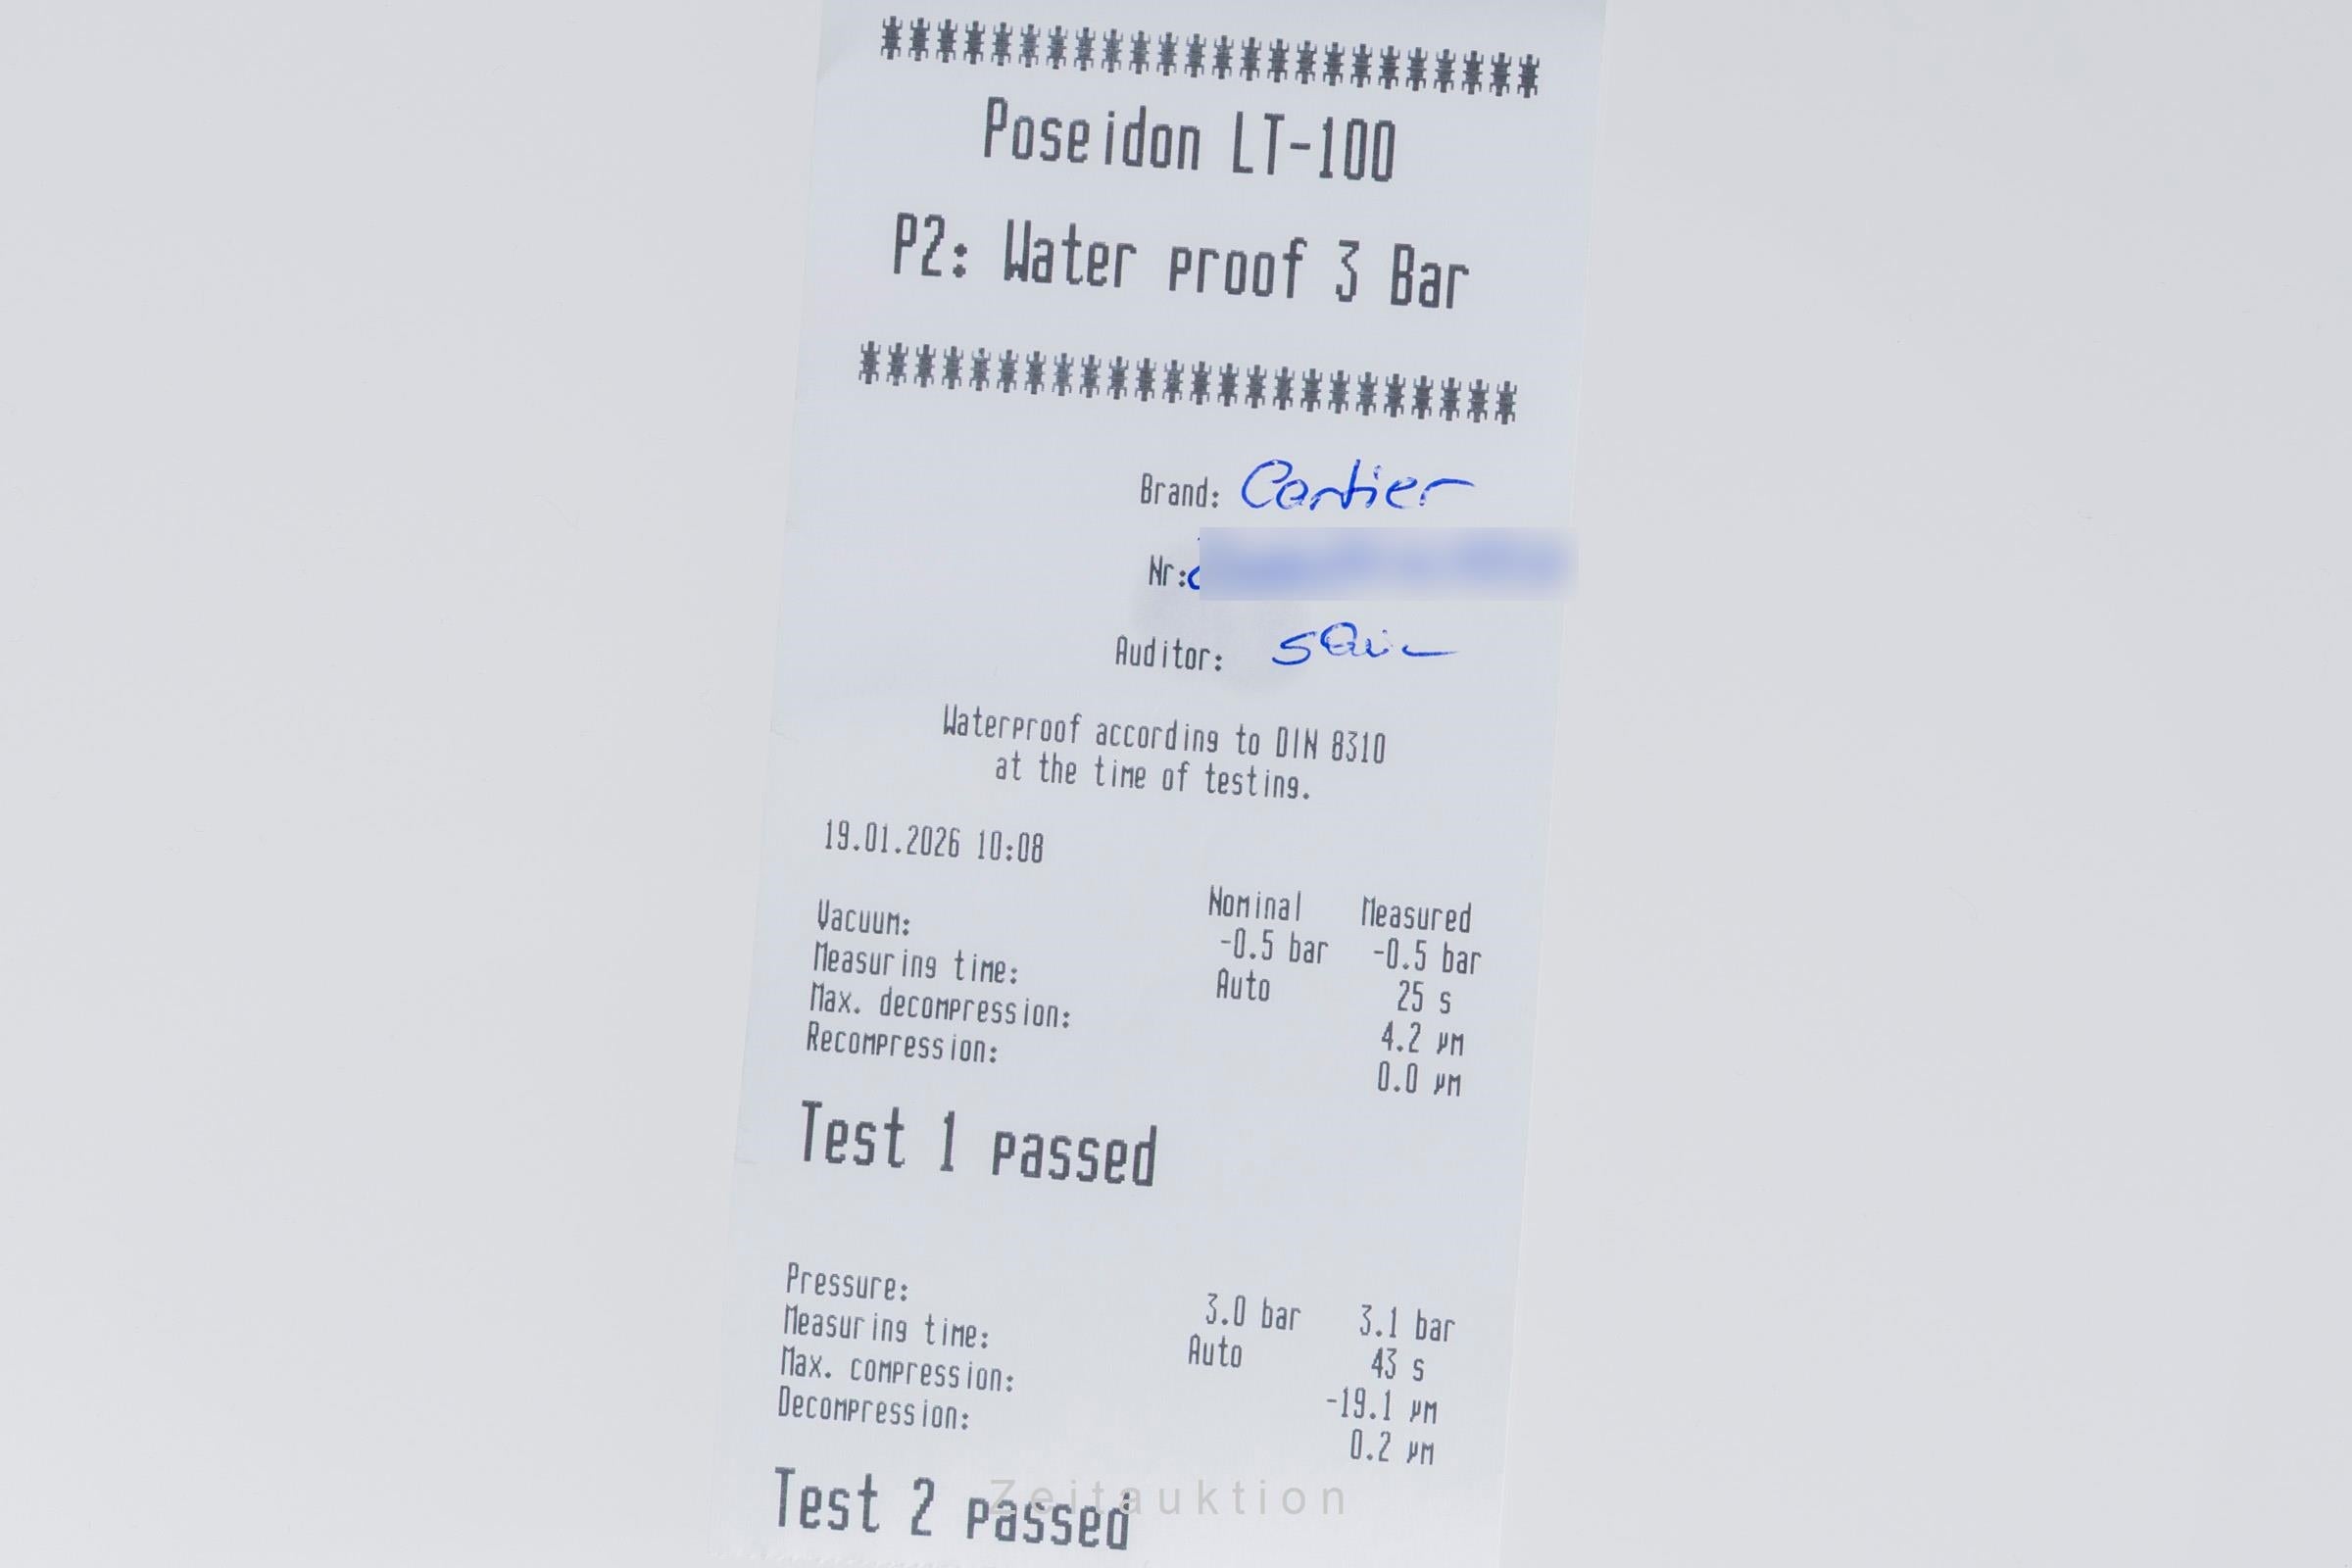 ************************
Poseidon LT-100
P2: Water proof 3 Bar
************************
Brand: Cartier
Nr:
Auditor:
Waterproof according to DIN 8310
at the time of testing.
19.01.2026 10:08
Nominal Measured
Vacuum: -0.5 bar -0.5 bar
Measuring time: Auto 25 s
Max. decompression: 4.2 µm
Recompression: 0.0 µm
Test 1 passed
Pressure: 3.0 bar 3.1 bar
Measuring time: Auto 43 s
Max. compression: -19.1 µm
Decompression: 0.2 µm
Test 2 passed
Zeitauktion